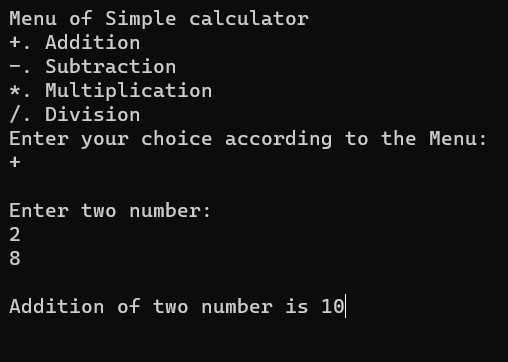 Menu of Simple calculator
+. Addition
-. Subtraction
*. Multiplication
/. Division
Enter your choice according to the Menu:
+
Enter two number:
2
8
Addition of two number is 10